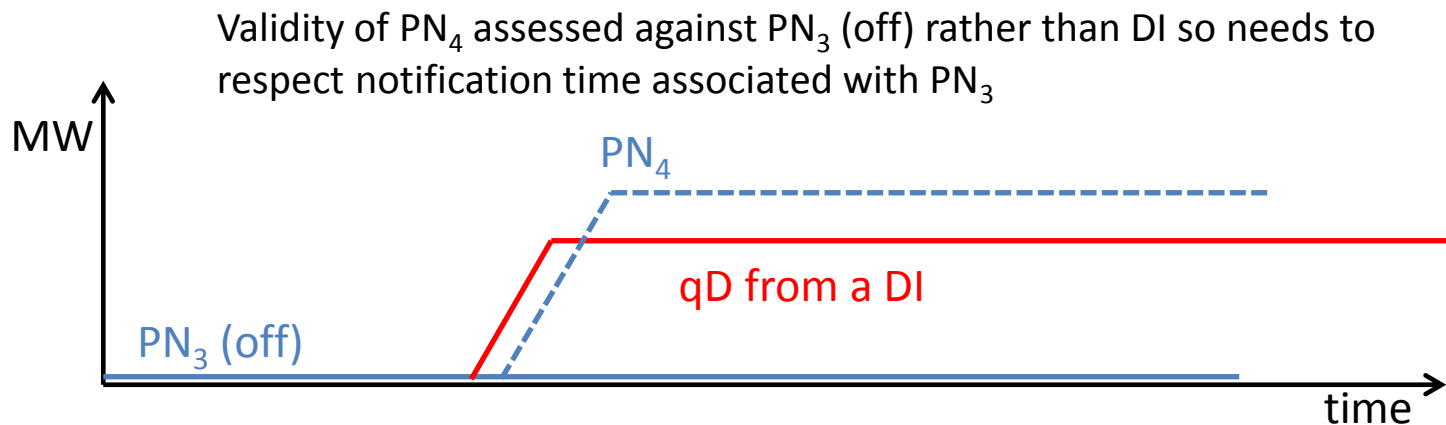 Validity of PN₄ assessed against PN₃ (off) rather than DI so needs to
respect notification time associated with PN₃
MW
PN₄
qD from a DI
PN₃ (off)
time